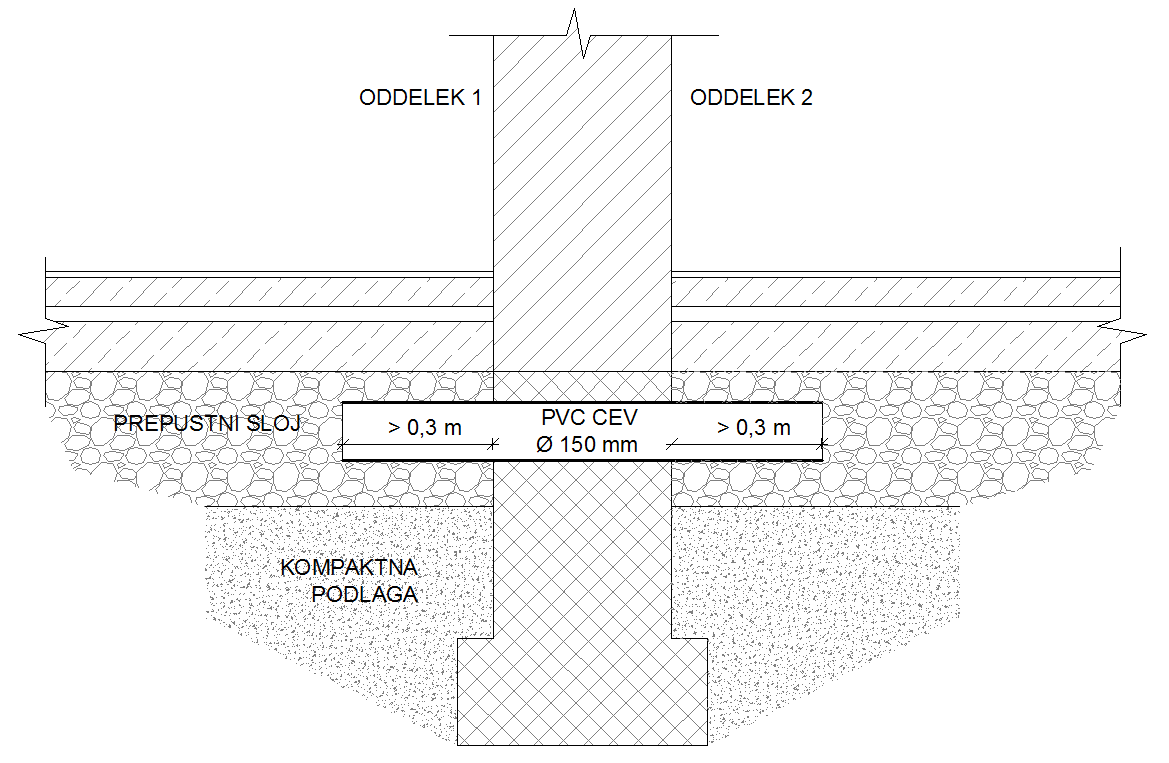 ODDELEK 1
ODDELEK 2
PREPUSTNI SLOJ
> 0,3 m
PVC CEV
Ø 150 mm
> 0,3 m
KOMPAKTNA
PODLAGA